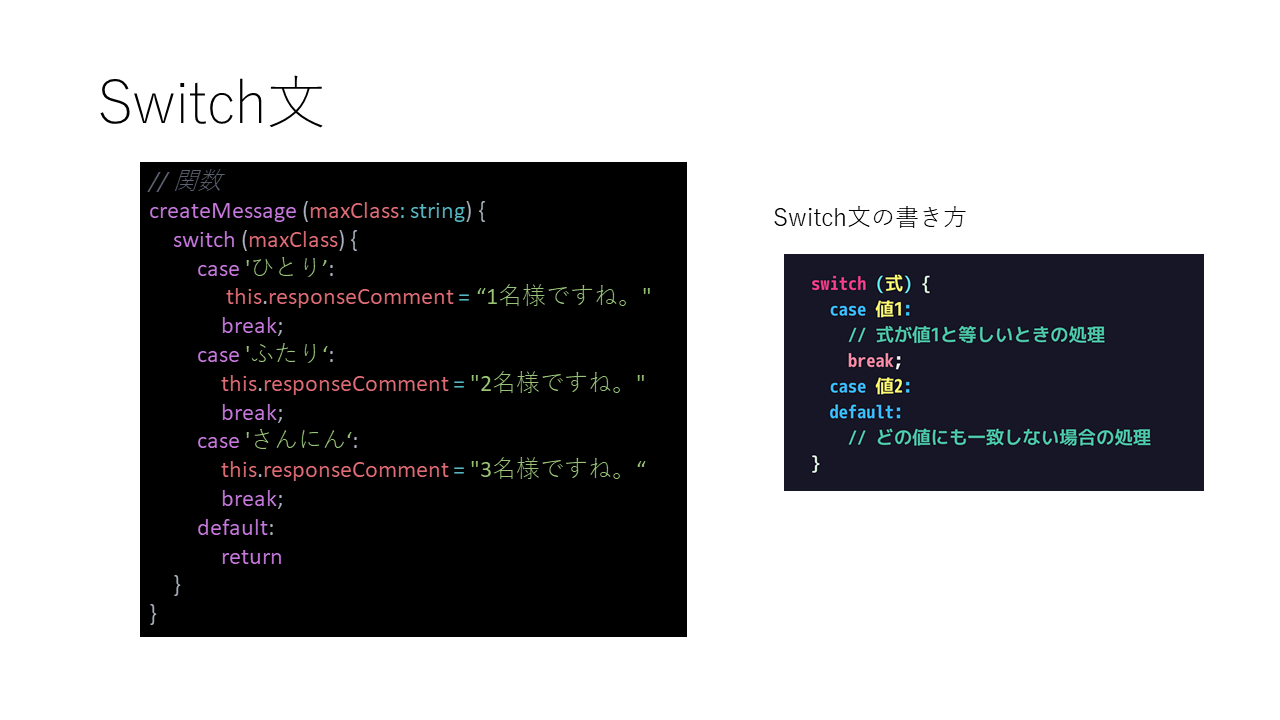 Switch文
// 関数
createMessage (maxClass: string) {
switch (maxClass) {
case 'ひとり’:
this.responseComment = “1名様ですね。"
break;
case 'ふたり‘:
this.responseComment = "2名様ですね。"
break;
case 'さんにん‘:
this.responseComment = "3名様ですね。“
break;
default:
return
}
}
Switch文の書き方
switch (式) {
case 値1:
// 式が値1と等しいときの処理
break;
case 値2:
default:
// どの値にも一致しない場合の処理
}